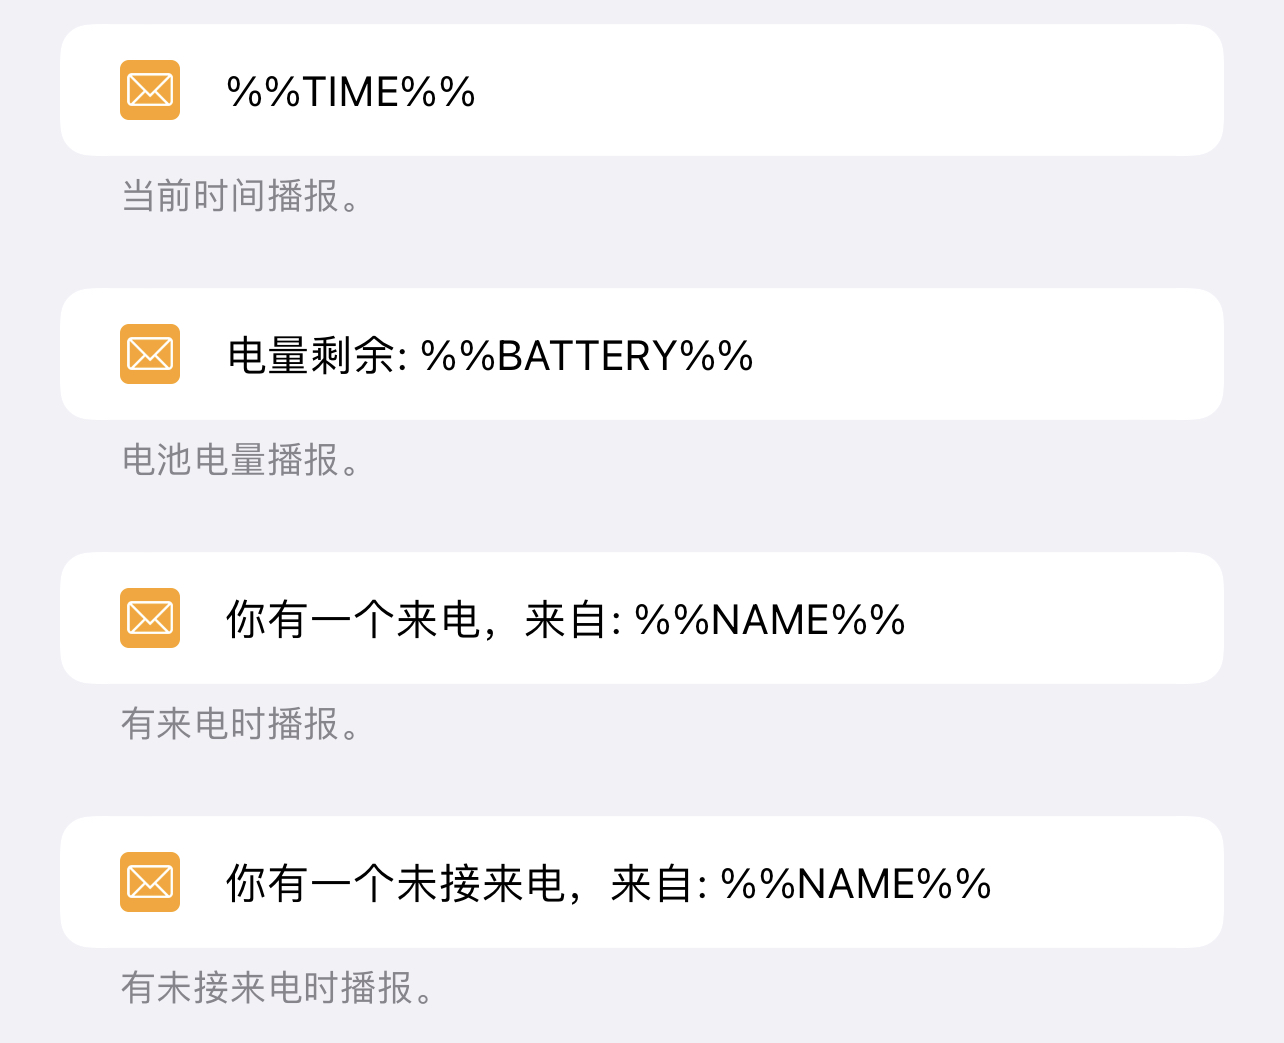 %%TIME%%
当前时间播报。
电量剩余: %%BATTERY%%
电池电量播报。
你有一个来电，来自: %%NAME%%
有来电时播报。
你有一个未接来电，来自: %%NAME%%
有未接来电时播报。